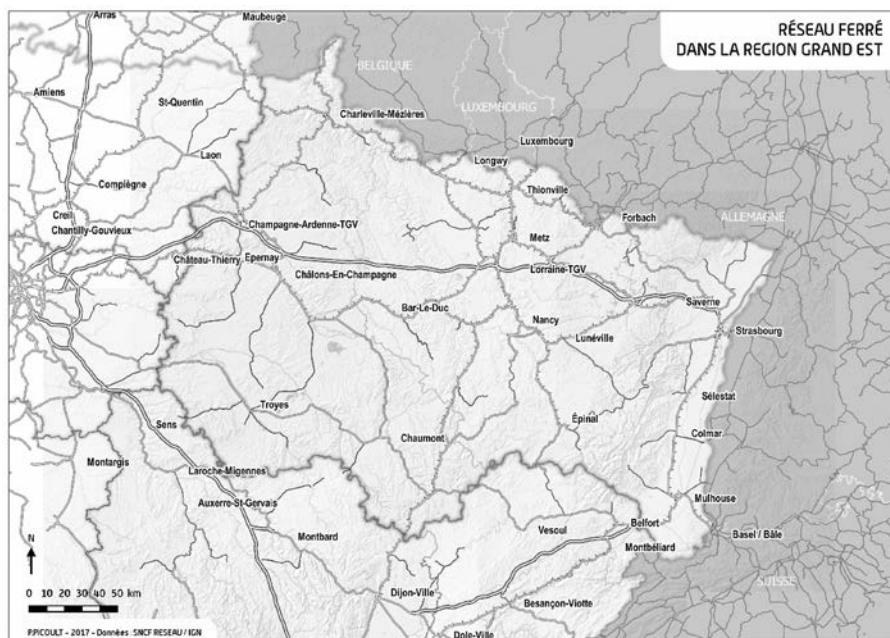 RÉSEAU FERRÉ
DANS LA REGION GRAND EST
Arras
Maubeuge
BELGIQUE
Amiens
St-Quentin
LUXEMBOURG
Charleville-Mézières
Luxembourg
Laon
Longwy
Compiègne
Thionville
Creil
Forbach
ALLEMAGNE
Chantilly-Gouvieux
Champagne-Ardenne-TGV
Metz
Château-Thierry
Epernay
Châlons-En-Champagne
Lorraine-TGV
Bar-Le-Duc
Saverne
Nancy
Strasbourg
Lunéville
Sélestat
Troyes
Sens
Épinal
Chaumont
Colmar
Montargis
Laroche-Migennes
Auxerre-St-Gervais
Mulhouse
N
Montbard
Vesoul
Belfort
Basel / Bâle
Montbéliard
0 10 20 30 40 50 km
Dijon-Ville
SUISSE
Besançon-Viotte
P.PICOULT - 2017 - Données : SNCF RESEAU / IGN
Dole-Ville